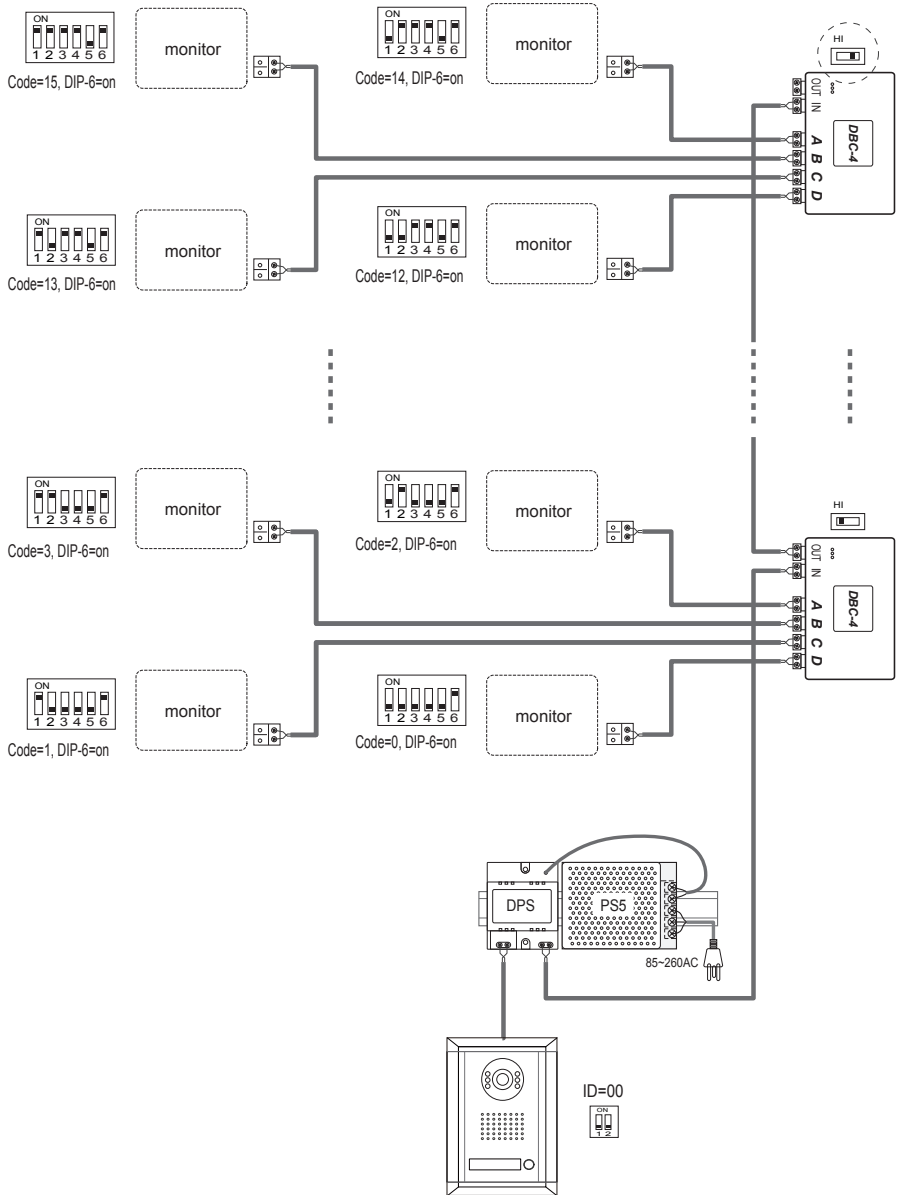 ON
1 2 3 4 5 6
Code=15, DIP-6=on
monitor
ON
1 2 3 4 5 6
Code=14, DIP-6=on
monitor
HI
OUT IN
A B C D
DBC-4
ON
1 2 3 4 5 6
Code=13, DIP-6=on
monitor
ON
1 2 3 4 5 6
Code=12, DIP-6=on
monitor
ON
1 2 3 4 5 6
Code=3, DIP-6=on
monitor
ON
1 2 3 4 5 6
Code=2, DIP-6=on
monitor
HI
OUT IN
A B C D
DBC-4
ON
1 2 3 4 5 6
Code=1, DIP-6=on
monitor
ON
1 2 3 4 5 6
Code=0, DIP-6=on
monitor
DPS
PS5
85~260AC
ID=00
ON
1 2